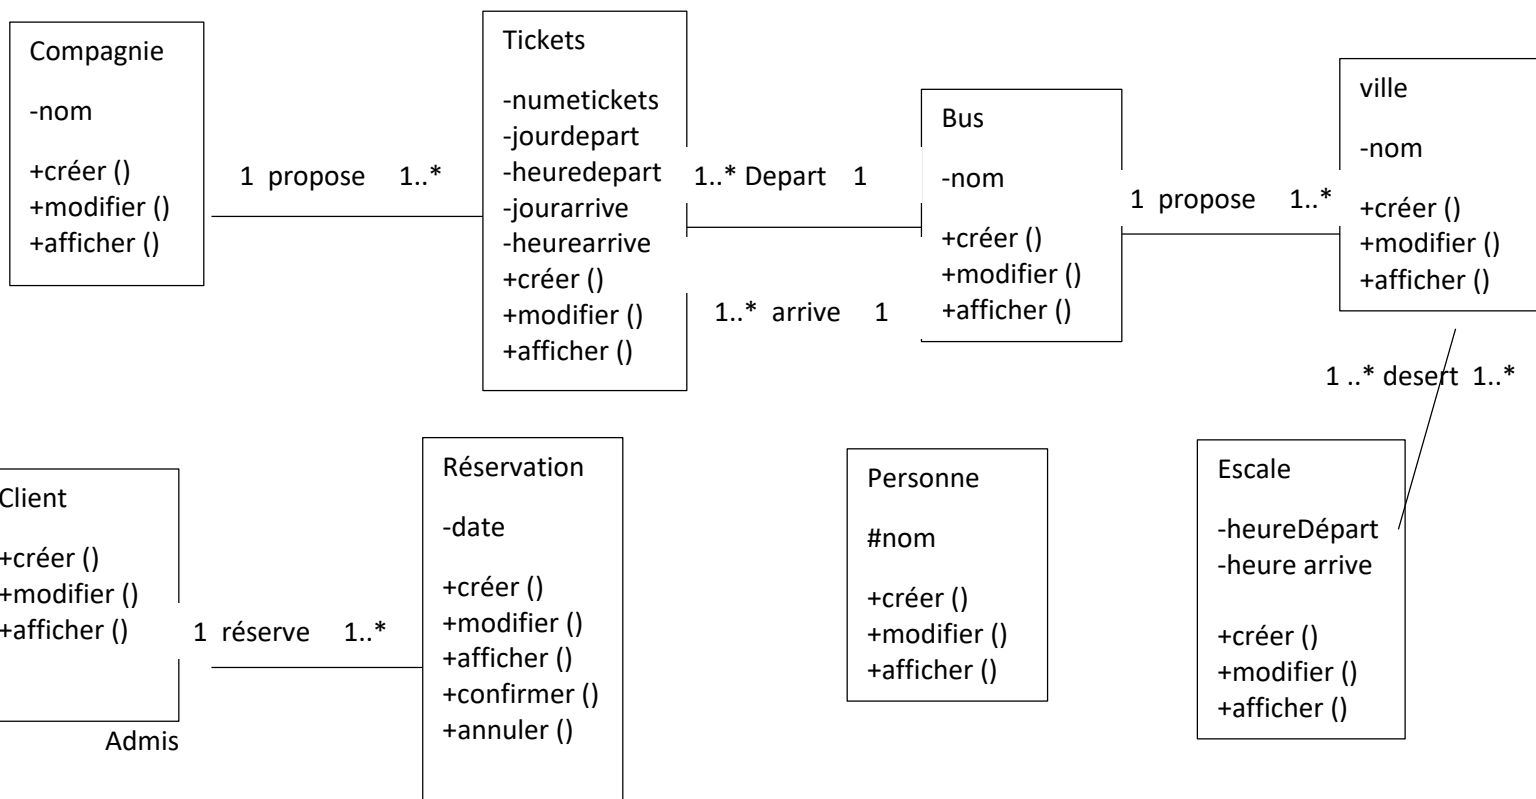 Compagnie
-nom
+créer ()
+modifier ()
+afficher ()
1 propose 1..*
Tickets
-numetickets
-jourdepart
-heuredepart
-jourarrive
-heurearrive
+créer ()
+modifier ()
+afficher ()
1..* Depart 1
1..* arrive 1
Bus
-nom
+créer ()
+modifier ()
+afficher ()
1 propose 1..*
ville
-nom
+créer ()
+modifier ()
+afficher ()
1 ..* desert 1..*
Client
+créer ()
+modifier ()
+afficher ()
Admis
1 réserve 1..*
Réservation
-date
+créer ()
+modifier ()
+afficher ()
+confirmer ()
+annuler ()
Personne
#nom
+créer ()
+modifier ()
+afficher ()
Escale
-heureDépart
-heure arrive
+créer ()
+modifier ()
+afficher ()